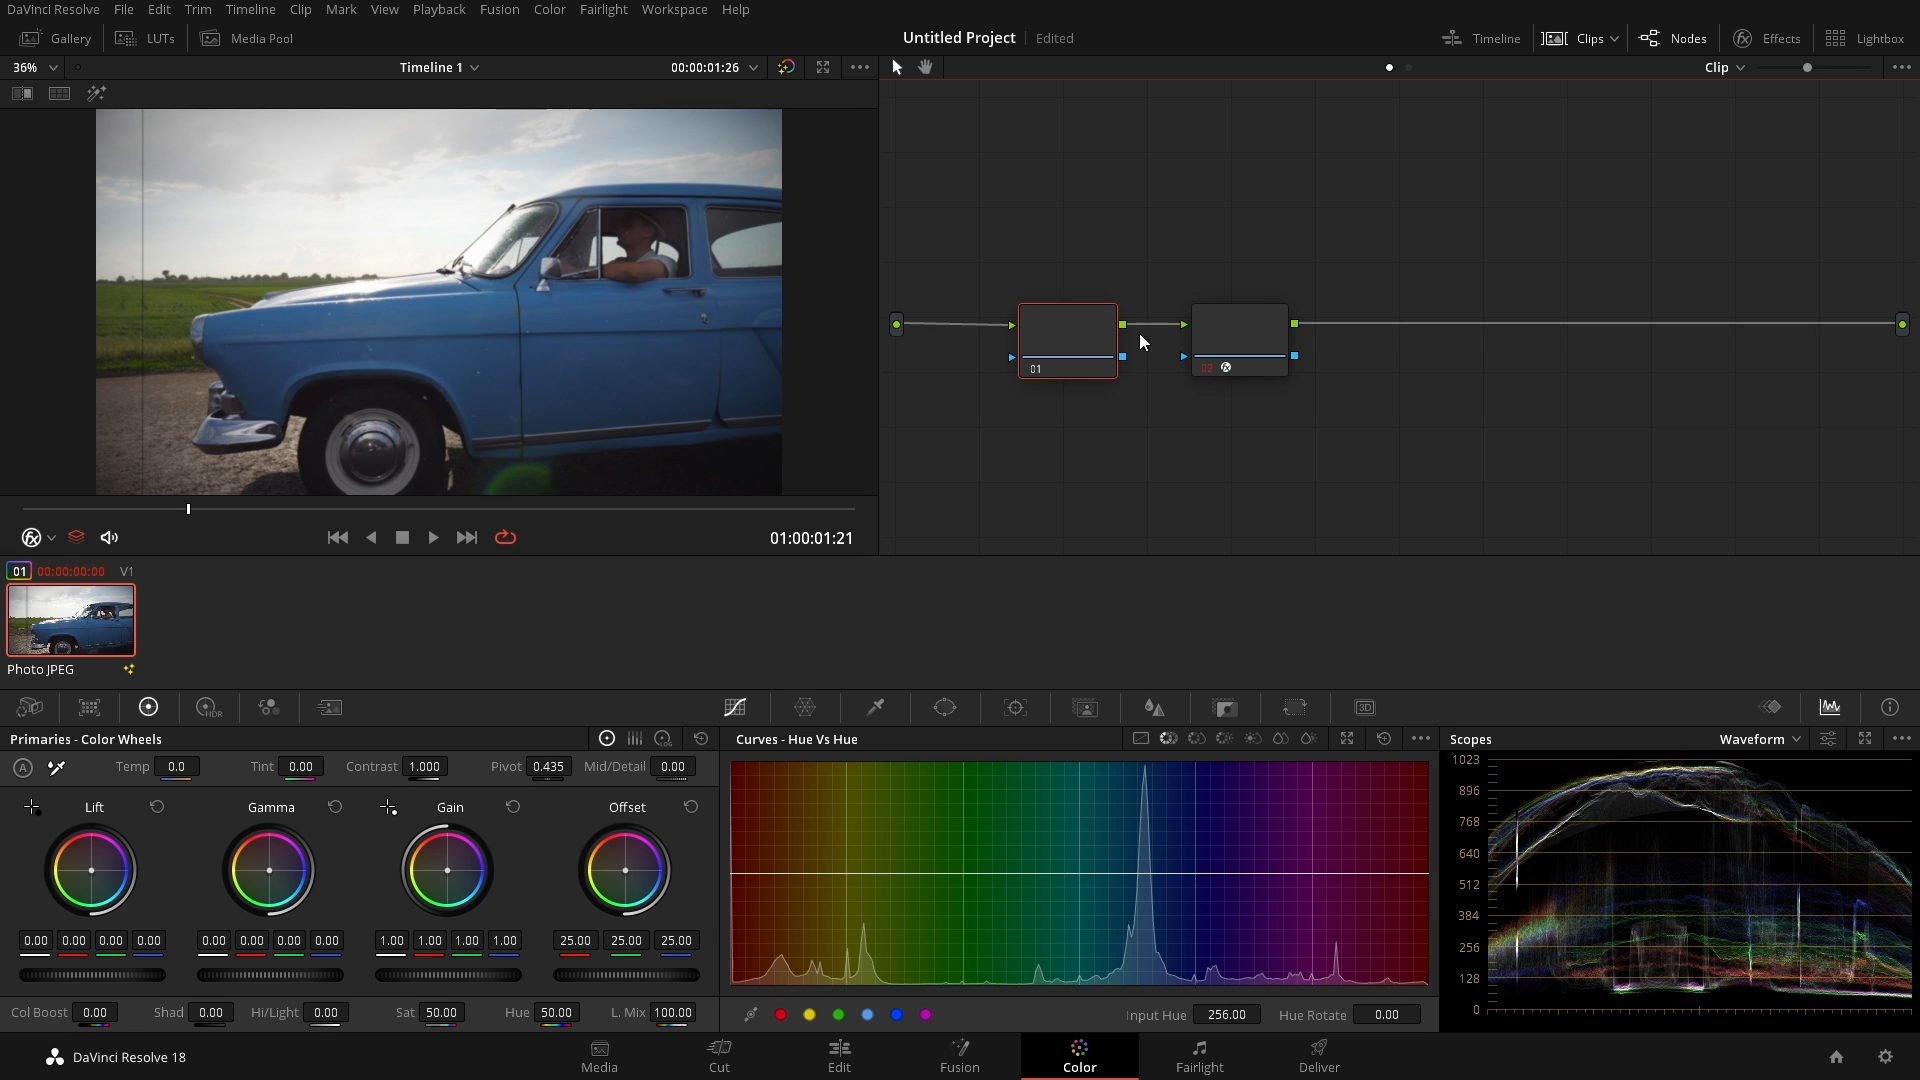 DaVinci Resolve File Edit Trim Timeline Clip Mark View Playback Fusion Color Fairlight Workspace Help
Gallery LUTs Media Pool Untitled Project Edited Timeline Clips Nodes Effects Lightbox
36% Timeline 1 00:00:01:26 Clip
01 02
01:00:01:21
01 00:00:00:00 V1
Photo JPEG
HDR 3D
Primaries - Color Wheels LOG Curves - Hue Vs Hue Scopes Waveform
A Temp 0.0 Tint 0.00 Contrast 1.000 Pivot 0.435 Mid/Detail 0.00
Lift Gamma Gain Offset
0.00 0.00 0.00 0.00 0.00 0.00 0.00 0.00 1.00 1.00 1.00 1.00 25.00 25.00 25.00
Col Boost 0.00 Shad 0.00 Hi/Light 0.00 Sat 50.00 Hue 50.00 L. Mix 100.00
Input Hue 256.00 Hue Rotate 0.00
1023
896
768
640
512
384
256
128
0
DaVinci Resolve 18 Media Cut Edit Fusion Color Fairlight Deliver